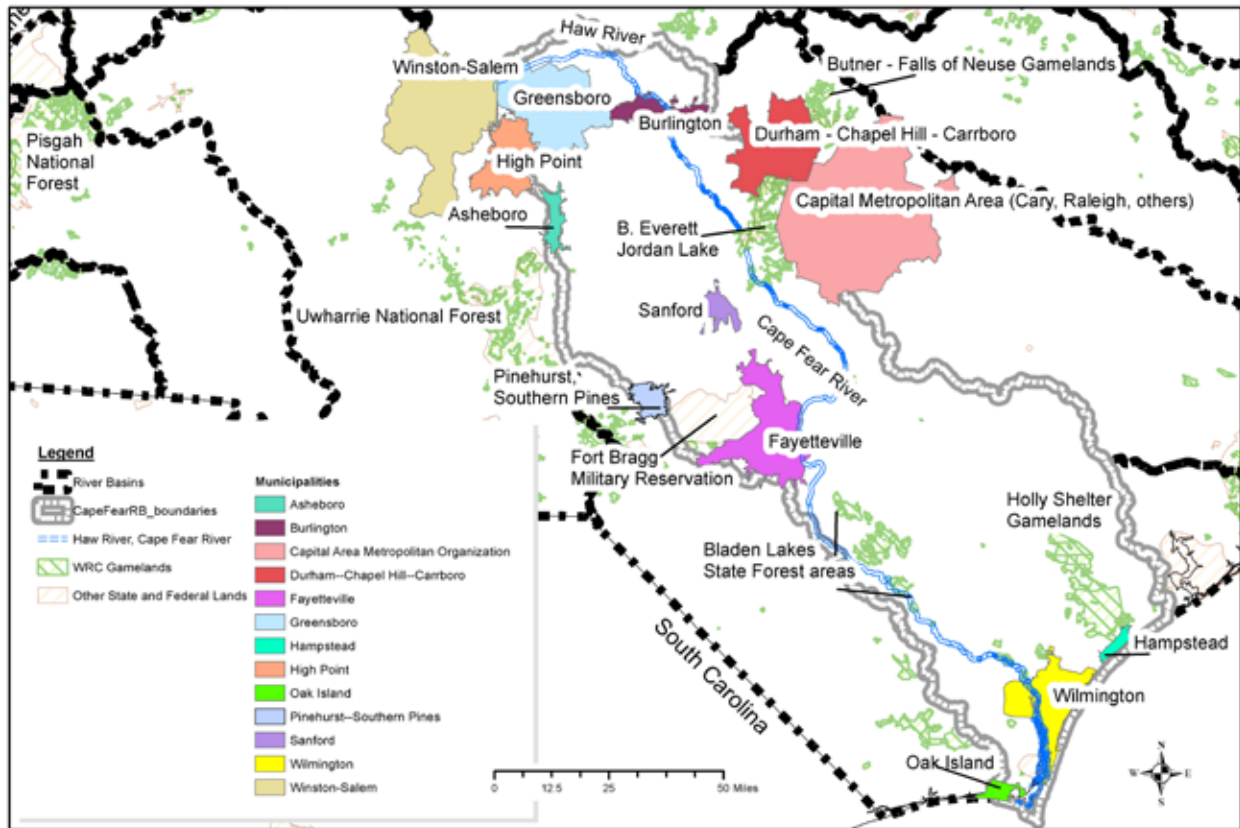 Haw River
Winston-Salem
Butner - Falls of Neuse Gamelands
Greensboro
Burlington
Durham - Chapel Hill - Carrboro
Pisgah
National
Forest
High Point
Capital Metropolitan Area (Cary, Raleigh, others)
Asheboro
B. Everett
Jordan Lake
Uwharrie National Forest
Sanford
Cape Fear River
Pinehurst,
Southern Pines
Fayetteville
Fort Bragg
Military Reservation
Holly Shelter
Gamelands
Bladen Lakes
State Forest areas
South Carolina
Hampstead
Wilmington
Oak Island
Legend
River Basins
CapeFearRB_boundaries
Haw River, Cape Fear River
WRC Gamelands
Other State and Federal Lands
Municipalities
Asheboro
Burlington
Capital Area Metropolitan Organization
Durham--Chapel Hill--Carrboro
Fayetteville
Greensboro
Hampstead
High Point
Oak Island
Pinehurst--Southern Pines
Sanford
Wilmington
Winston-Salem
0 12.5 25 50 Miles
N
W E
S